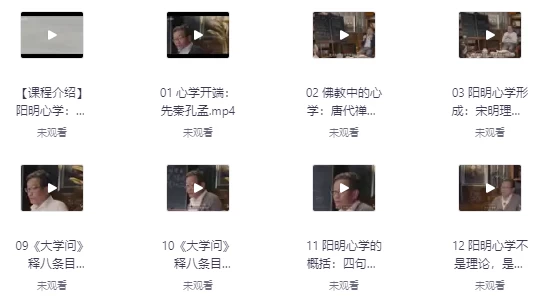 【课程介绍】
阳明心学：...
未观看
01 心学开端：
先秦孔孟.mp4
未观看
02 佛教中的心
学：唐代禅...
未观看
03 阳明心学形
成：宋明理...
未观看
09《大学问》
释八条目...
未观看
10《大学问》
释八条目...
未观看
11 阳明心学的
概括：四句...
未观看
12 阳明心学不
是理论，是...
未观看